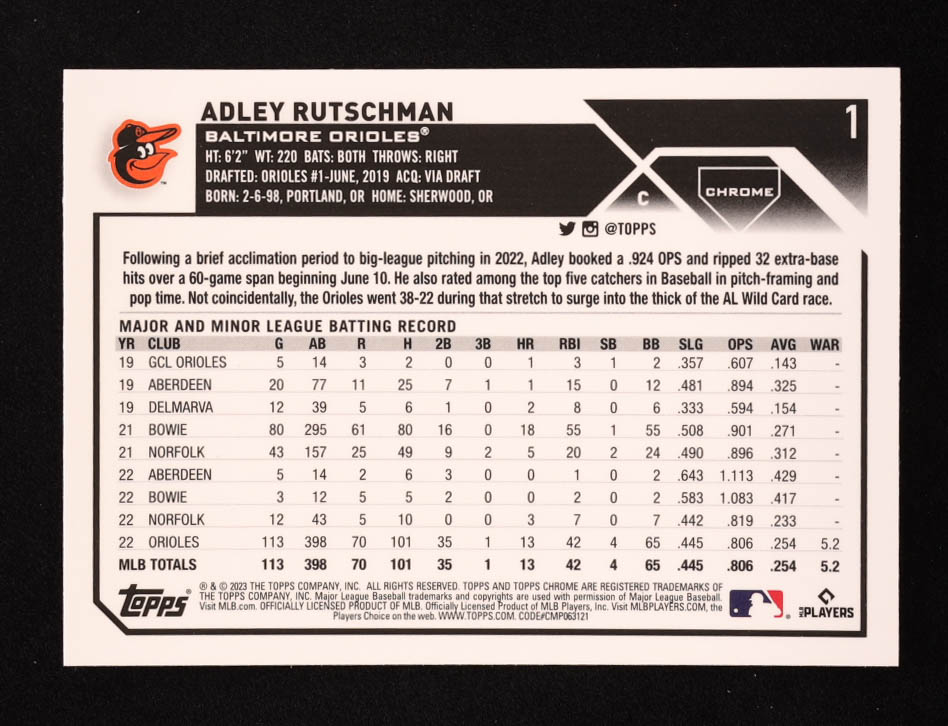 ADLEY RUTSCHMAN
1
BALTIMORE ORIOLES®
HT: 6'2" WT: 220 BATS: BOTH THROWS: RIGHT
DRAFTED: ORIOLES #1-JUNE, 2019 ACQ: VIA DRAFT
BORN: 2-6-98, PORTLAND, OR HOME: SHERWOOD, OR
C
CHROME
@TOPPS
Following a brief acclimation period to big-league pitching in 2022, Adley booked a .924 OPS and ripped 32 extra-base
hits over a 60-game span beginning June 10. He also rated among the top five catchers in Baseball in pitch-framing and
pop time. Not coincidentally, the Orioles went 38-22 during that stretch to surge into the thick of the AL Wild Card race.
MAJOR AND MINOR LEAGUE BATTING RECORD
YR CLUB G AB R H 2B 3B HR RBI SB BB SLG OPS AVG WAR
19 GCL ORIOLES 5 14 3 2 0 0 1 3 1 2 .357 .607 .143 -
19 ABERDEEN 20 77 11 25 7 1 1 15 0 12 .481 .894 .325 -
19 DELMARVA 12 39 5 6 1 0 2 8 0 6 .333 .594 .154 -
21 BOWIE 80 295 61 80 16 0 18 55 1 55 .508 .901 .271 -
21 NORFOLK 43 157 25 49 9 2 5 20 2 24 .490 .896 .312 -
22 ABERDEEN 5 14 2 6 3 0 0 1 0 2 .643 1.113 .429 -
22 BOWIE 3 12 5 5 2 0 0 2 0 2 .583 1.083 .417 -
22 NORFOLK 12 43 5 10 0 0 3 7 0 7 .442 .819 .233 -
22 ORIOLES 113 398 70 101 35 1 13 42 4 65 .445 .806 .254 5.2
MLB TOTALS 113 398 70 101 35 1 13 42 4 65 .445 .806 .254 5.2
Topps®
® & © 2023 THE TOPPS COMPANY, INC. ALL RIGHTS RESERVED. TOPPS AND TOPPS CHROME ARE REGISTERED TRADEMARKS OF
THE TOPPS COMPANY, INC. Major League Baseball trademarks and copyrights are used with permission of Major League Baseball.
Visit MLB.com. OFFICIALLY LICENSED PRODUCT OF MLB. Officially Licensed Product of MLB Players, Inc. Visit MLBPLAYERS.COM, the
Players Choice on the web. WWW.TOPPS.COM. CODE#CMP063121
MLB PLAYERS